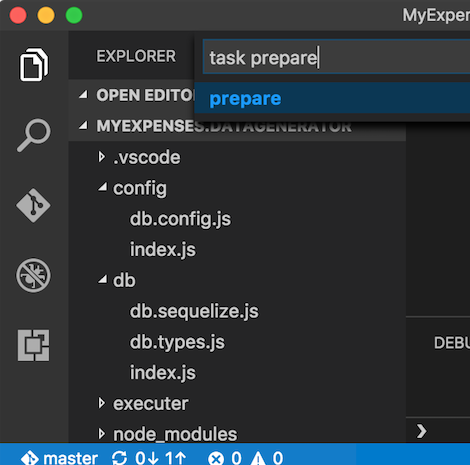 MyExpen
EXPLORER
task prepare
OPEN EDITO
prepare
MYEXPENSES.DATAGENERATOR
.vscode
config
db.config.js
index.js
db
db.sequelize.js
db.types.js
index.js
DEBU
executer
node_modules
master 0↓ 1↑ 0 0